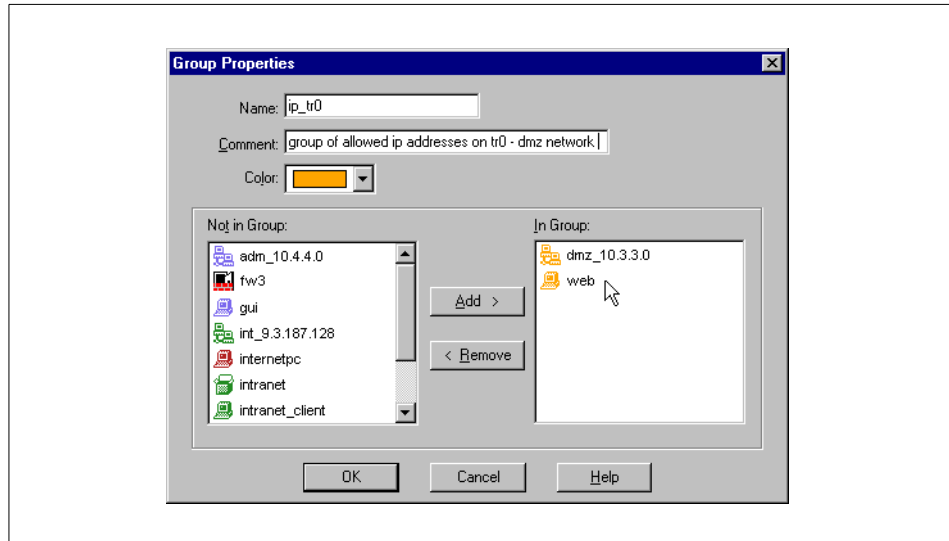 Group Properties
Name: ip_tr0
Comment: group of allowed ip addresses on tr0 - dmz network
Color:
Not in Group:
adm_10.4.4.0
fw3
gui
int_9.3.187.128
internetpc
intranet
intranet_client
Add >
< Remove
In Group:
dmz_10.3.3.0
web
OK
Cancel
Help